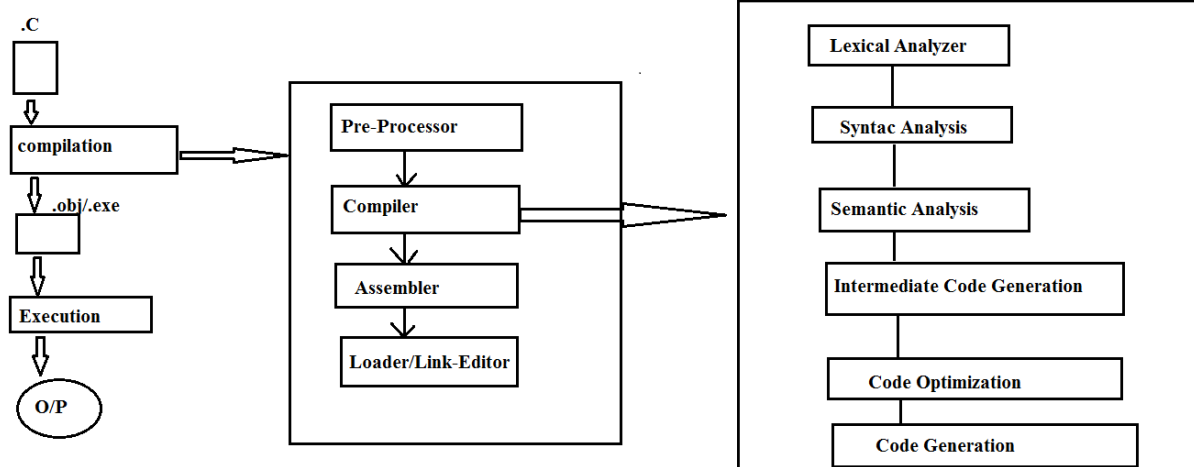 .C
compilation
.obj/.exe
Execution
O/P
Pre-Processor
Compiler
Assembler
Loader/Link-Editor
Lexical Analyzer
Syntac Analysis
Semantic Analysis
Intermediate Code Generation
Code Optimization
Code Generation